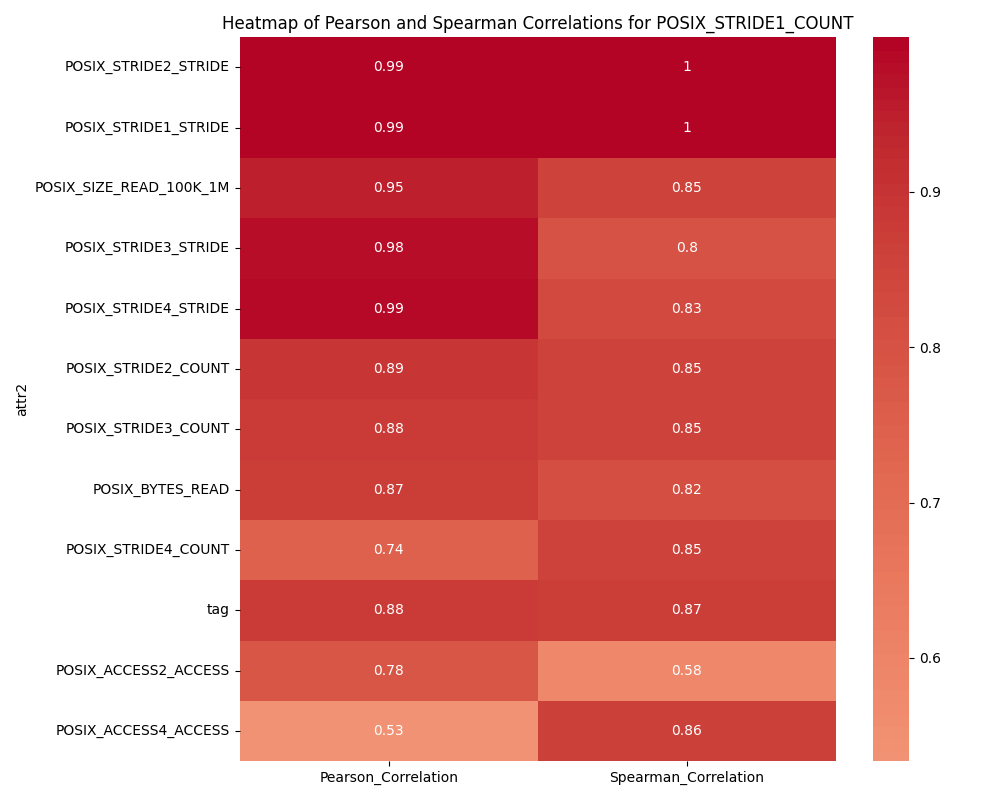 Heatmap of Pearson and Spearman Correlations for POSIX_STRIDE1_COUNT
attr2
POSIX_STRIDE2_STRIDE 0.99 1
POSIX_STRIDE1_STRIDE 0.99 1
POSIX_SIZE_READ_100K_1M 0.95 0.85
POSIX_STRIDE3_STRIDE 0.98 0.8
POSIX_STRIDE4_STRIDE 0.99 0.83
POSIX_STRIDE2_COUNT 0.89 0.85
POSIX_STRIDE3_COUNT 0.88 0.85
POSIX_BYTES_READ 0.87 0.82
POSIX_STRIDE4_COUNT 0.74 0.85
tag 0.88 0.87
POSIX_ACCESS2_ACCESS 0.78 0.58
POSIX_ACCESS4_ACCESS 0.53 0.86
Pearson_Correlation Spearman_Correlation
0.9
0.8
0.7
0.6